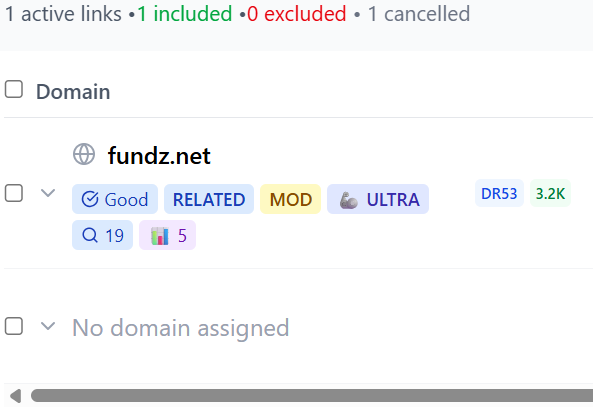 1 active links •1 included •0 excluded • 1 cancelled
Domain
fundz.net
Good RELATED MOD ULTRA DR53 3.2K
19 5
No domain assigned